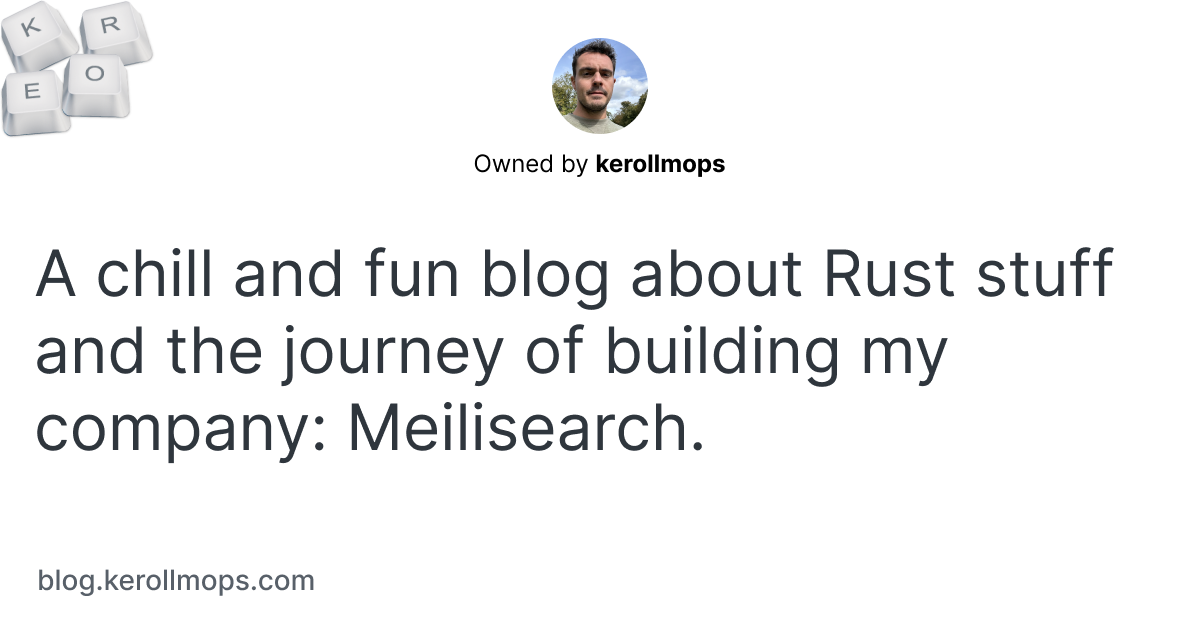 K R
E O
Owned by kerollmops
A chill and fun blog about Rust stuff
and the journey of building my
company: Meilisearch.
blog.kerollmops.com